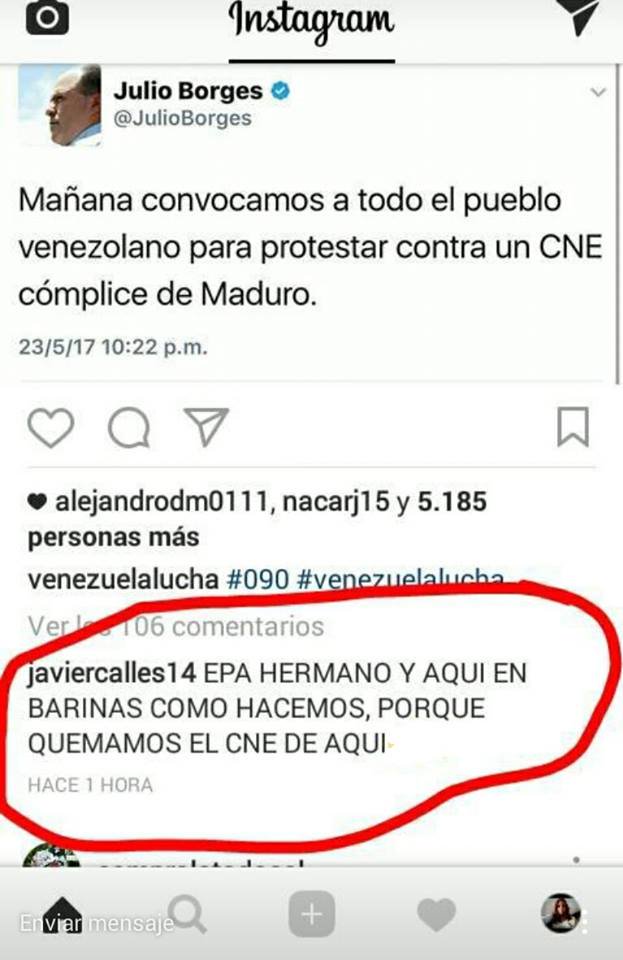 Instagram
Julio Borges
@JulioBorges
Mañana convocamos a todo el pueblo
venezolano para protestar contra un CNE
cómplice de Maduro.
23/5/17 10:22 p.m.
alejandrodm0111, nacarj15 y 5.185
personas más
venezuelalucha #090 #venezuelalucha
Ver los 106 comentarios
javiercalles14 EPA HERMANO Y AQUI EN
BARINAS COMO HACEMOS, PORQUE
QUEMAMOS EL CNE DE AQUI
HACE 1 HORA
Enviar mensaje